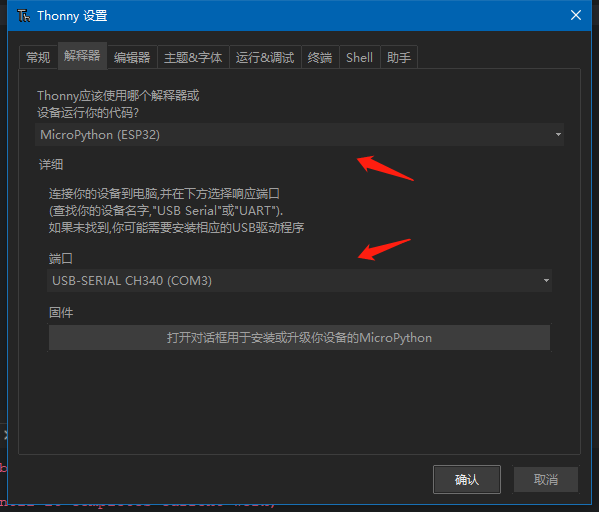 Thonny 设置
常规 解释器 编辑器 主题&字体 运行&调试 终端 Shell 助手
Thonny应该使用哪个解释器或
设备运行你的代码?
MicroPython (ESP32)
详细
连接你的设备到电脑,并在下方选择响应端口
(查找你的设备名字,"USB Serial"或"UART").
如果未找到,你可能需要安装相应的USB驱动程序
端口
USB-SERIAL CH340 (COM3)
固件
打开对话框用于安装或升级你设备的MicroPython
确认 取消